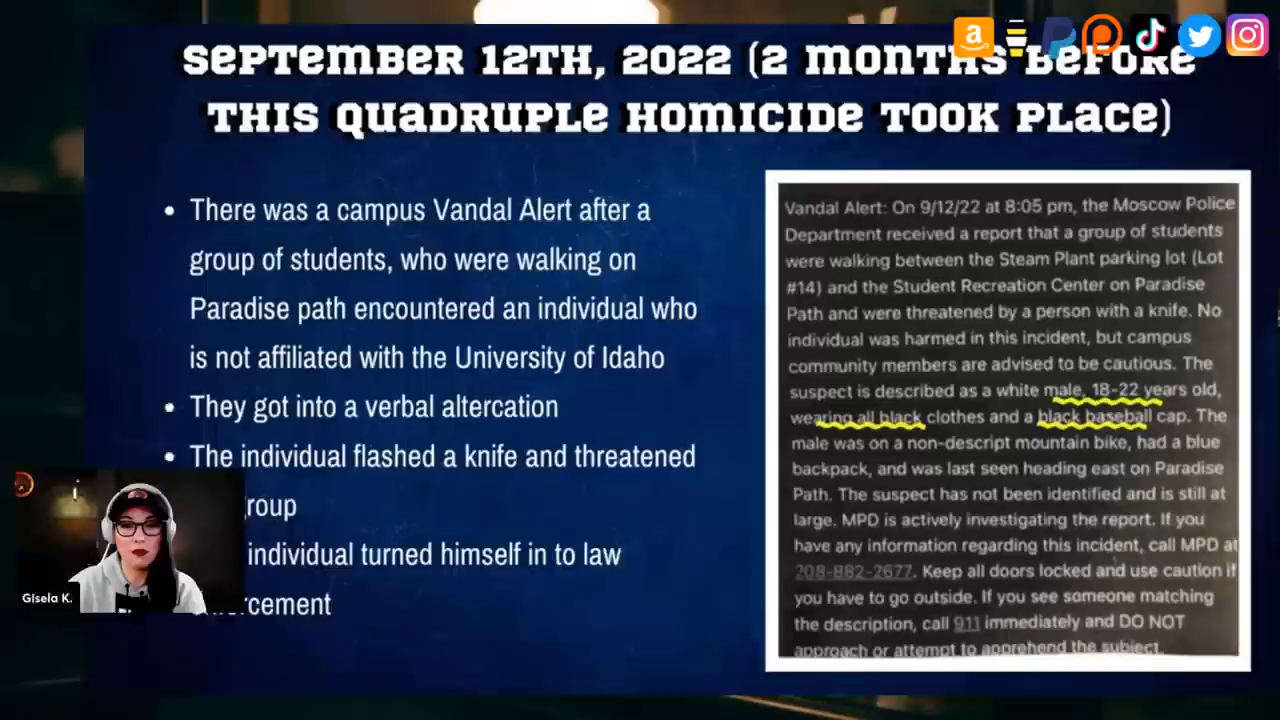 SEPTEMBER 12TH, 2022 (2 MONTHS BEFORE
THIS QUADRUPLE HOMICIDE TOOK PLACE)
• There was a campus Vandal Alert after a
group of students, who were walking on
Paradise path encountered an individual who
is not affiliated with the University of Idaho
• They got into a verbal altercation
• The individual flashed a knife and threatened
roup
individual turned himself in to law
rcement
Vandal Alert: On 9/12/22 at 8:05 pm, the Moscow Police
Department received a report that a group of students
were walking between the Steam Plant parking lot (Lot
#14) and the Student Recreation Center on Paradise
Path and were threatened by a person with a knife. No
individual was harmed in this incident, but campus
community members are advised to be cautious. The
suspect is described as a white male, 18-22 years old,
wearing all black clothes and a black baseball cap. The
male was on a non-descript mountain bike, had a blue
backpack, and was last seen heading east on Paradise
Path. The suspect has not been identified and is still at
large. MPD is actively investigating the report. If you
have any information regarding this incident, call MPD at
208-882-2677. Keep all doors locked and use caution if
you have to go outside. If you see someone matching
the description, call 911 immediately and DO NOT
approach or attempt to apprehend the subject.
Gisela K.